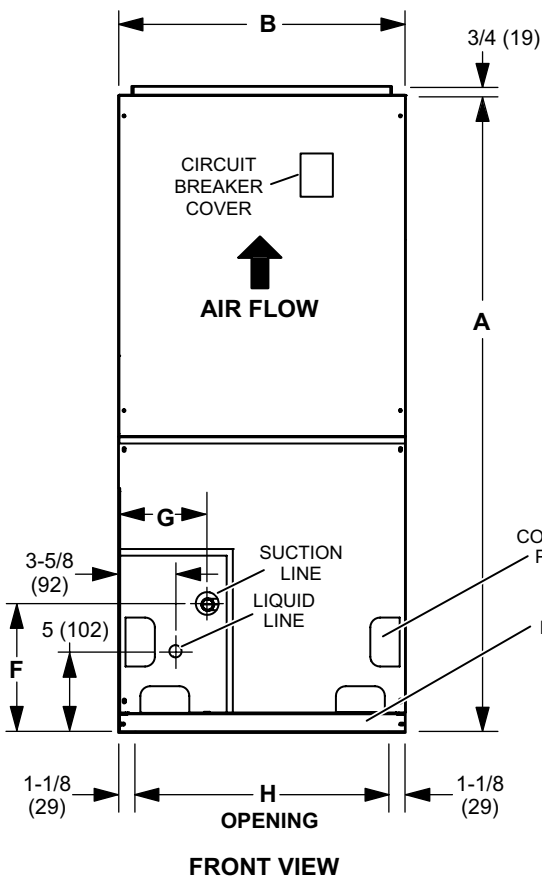 B
3/4 (19)
CIRCUIT
BREAKER
COVER
AIR FLOW
A
G
3-5/8
(92)
SUCTION
LINE
LIQUID
LINE
5 (102)
F
1-1/8
(29)
H
OPENING
1-1/8
(29)
FRONT VIEW